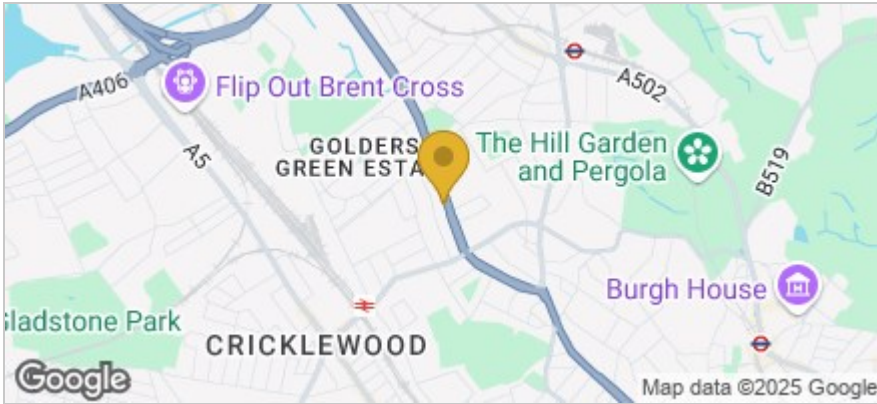 A406
Flip Out Brent Cross
A5
GOLDERS
GREEN ESTA
A502
The Hill Garden
and Pergola
B519
Burgh House
Gladstone Park
CRICKLEWOOD
Google
Map data ©2025 Google